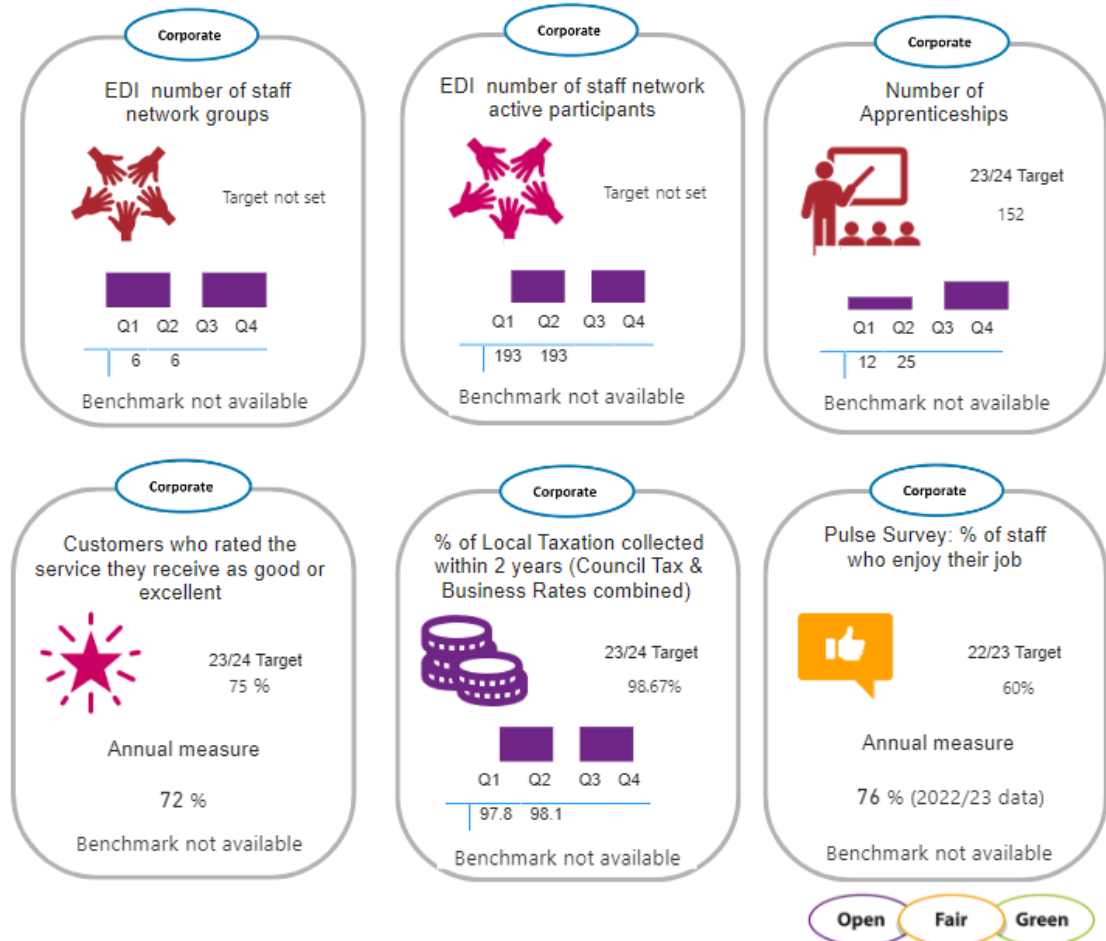 Corporate
EDI number of staff
network groups
Target not set
Q1 Q2 Q3 Q4
6 6
Benchmark not available
Corporate
EDI number of staff network
active participants
Target not set
Q1 Q2 Q3 Q4
193 193
Benchmark not available
Corporate
Number of
Apprenticeships
23/24 Target
152
Q1 Q2 Q3 Q4
12 25
Benchmark not available
Corporate
Customers who rated the
service they receive as good or
excellent
23/24 Target
75 %
Annual measure
72 %
Benchmark not available
Corporate
% of Local Taxation collected
within 2 years (Council Tax &
Business Rates combined)
23/24 Target
98.67%
Q1 Q2 Q3 Q4
97.8 98.1
Benchmark not available
Corporate
Pulse Survey: % of staff
who enjoy their job
22/23 Target
60%
Annual measure
76 % (2022/23 data)
Benchmark not available
Open Fair Green